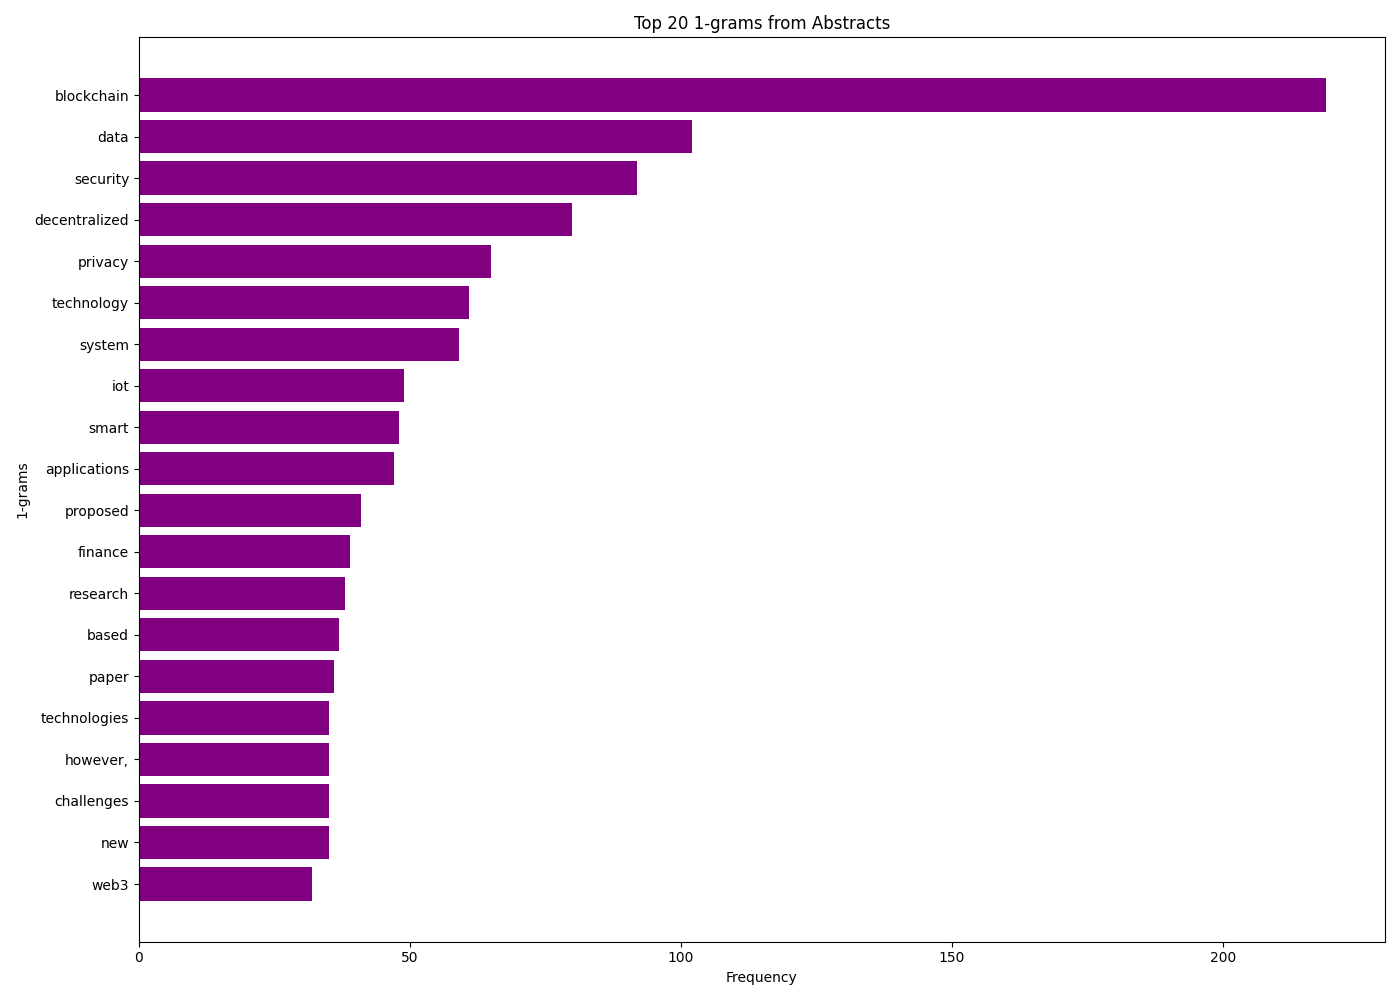 Top 20 1-grams from Abstracts
blockchain
data
security
decentralized
privacy
technology
system
iot
smart
applications
proposed
finance
research
based
paper
technologies
however,
challenges
new
web3
1-grams
0 50 100 150 200
Frequency